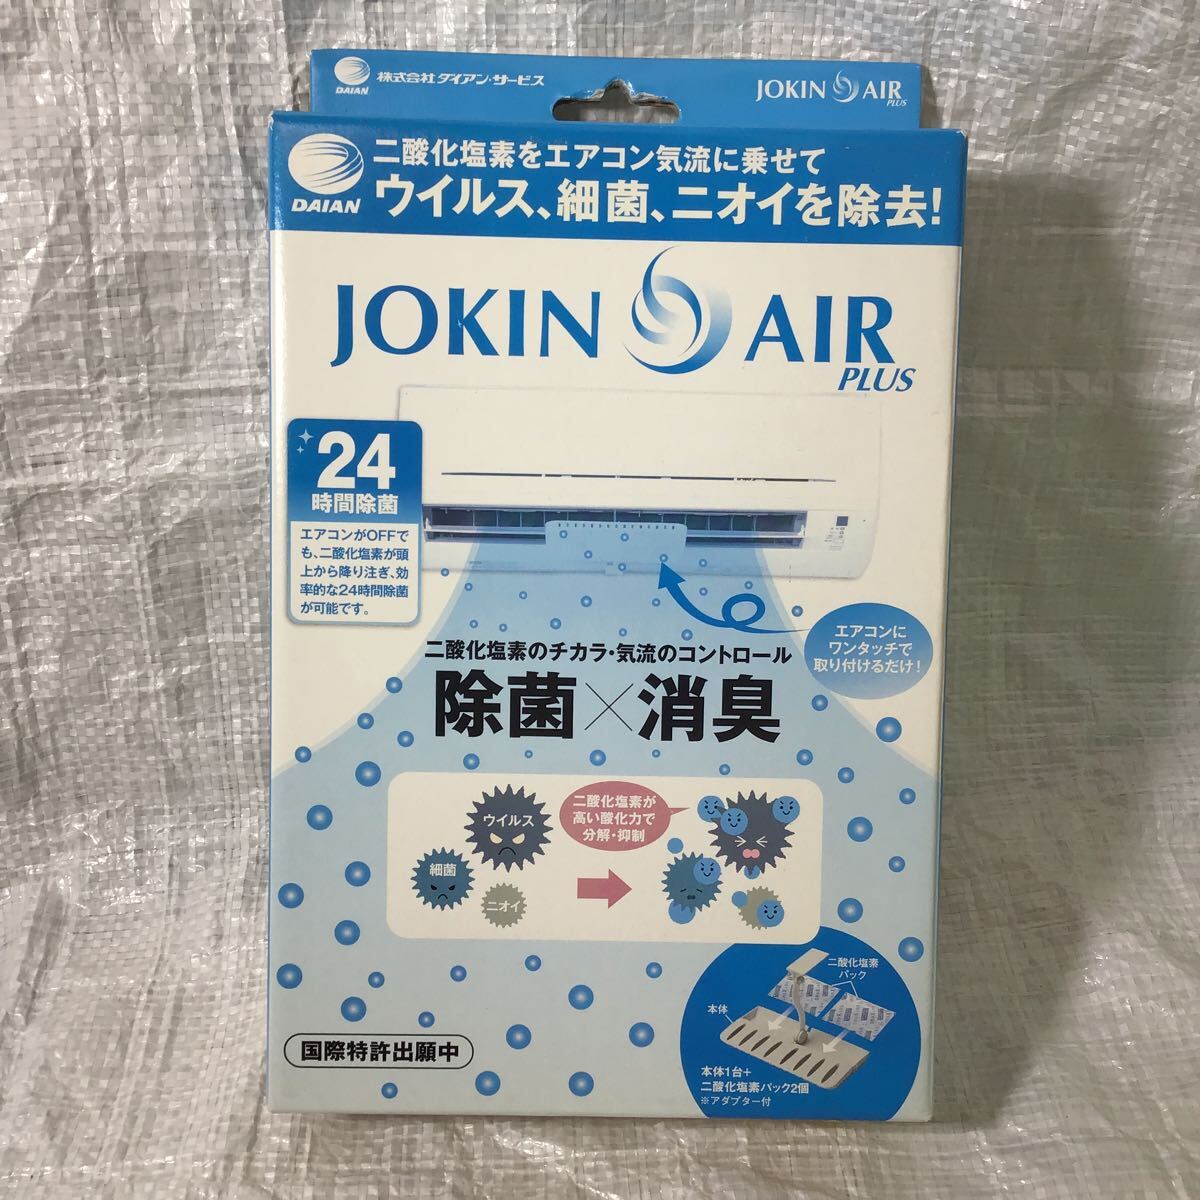 DAIAN
株式会社ダイアン・サービス
JOKIN AIR
PLUS
DAIAN
二酸化塩素をエアコン気流に乗せて
ウイルス、細菌、ニオイを除去!
JOKIN AIR
PLUS
24
時間除菌
エアコンがOFFで
も、二酸化塩素が頭
上から降り注ぎ、効
率的な24時間除菌
が可能です。
エアコンに
ワンタッチで
取り付けるだけ!
二酸化塩素のチカラ・気流のコントロール
除菌×消臭
ウイルス
細菌
ニオイ
二酸化塩素が
高い酸化力で
分解・抑制
二酸化塩素
パック
本体
本体1台+
二酸化塩素パック2個
※アダプター付
国際特許出願中